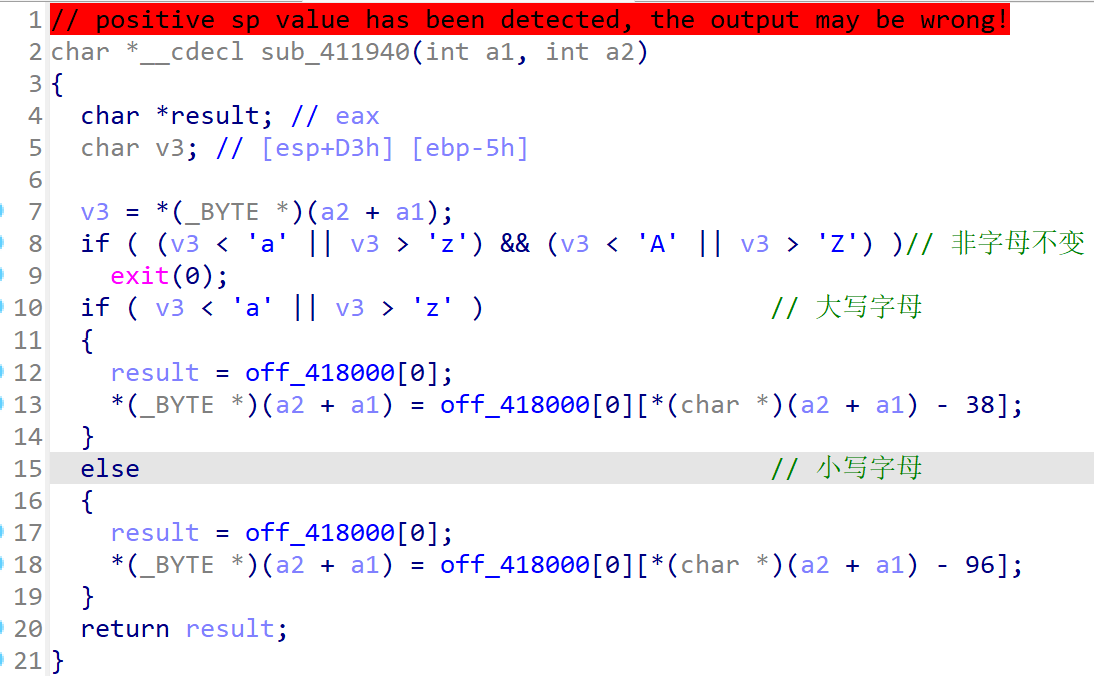 1 // positive sp value has been detected, the output may be wrong!
2 char *__cdecl sub_411940(int a1, int a2)
3 {
4 char *result; // eax
5 char v3; // [esp+D3h] [ebp-5h]
6
7 v3 = *(_BYTE *)(a2 + a1);
8 if ( (v3 < 'a' || v3 > 'z') && (v3 < 'A' || v3 > 'Z') )// 非字母不变
9 exit(0);
10 if ( v3 < 'a' || v3 > 'z' ) // 大写字母
11 {
12 result = off_418000[0];
13 *(_BYTE *)(a2 + a1) = off_418000[0][*(char *)(a2 + a1) - 38];
14 }
15 else // 小写字母
16 {
17 result = off_418000[0];
18 *(_BYTE *)(a2 + a1) = off_418000[0][*(char *)(a2 + a1) - 96];
19 }
20 return result;
21 }